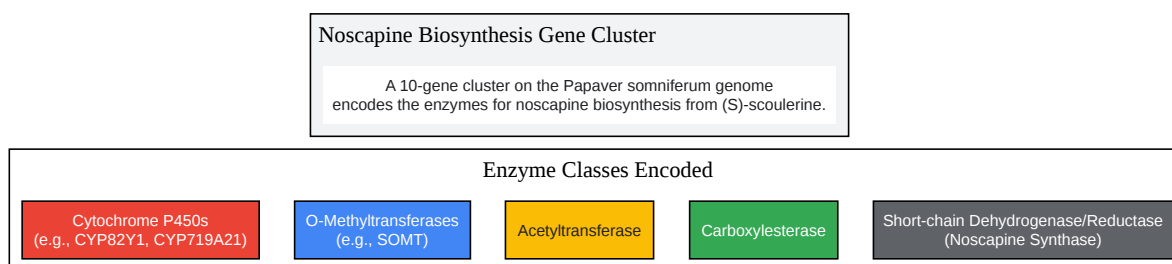 Noscapine Biosynthesis Gene Cluster
A 10-gene cluster on the Papaver somniferum genome
encodes the enzymes for noscapine biosynthesis from (S)-scoulerine.
Enzyme Classes Encoded
Cytochrome P450s
(e.g., CYP82Y1, CYP719A21)
O-Methyltransferases
(e.g., SOMT)
Acetyltransferase
Carboxylesterase
Short-chain Dehydrogenase/Reductase
(Noscapine Synthase)